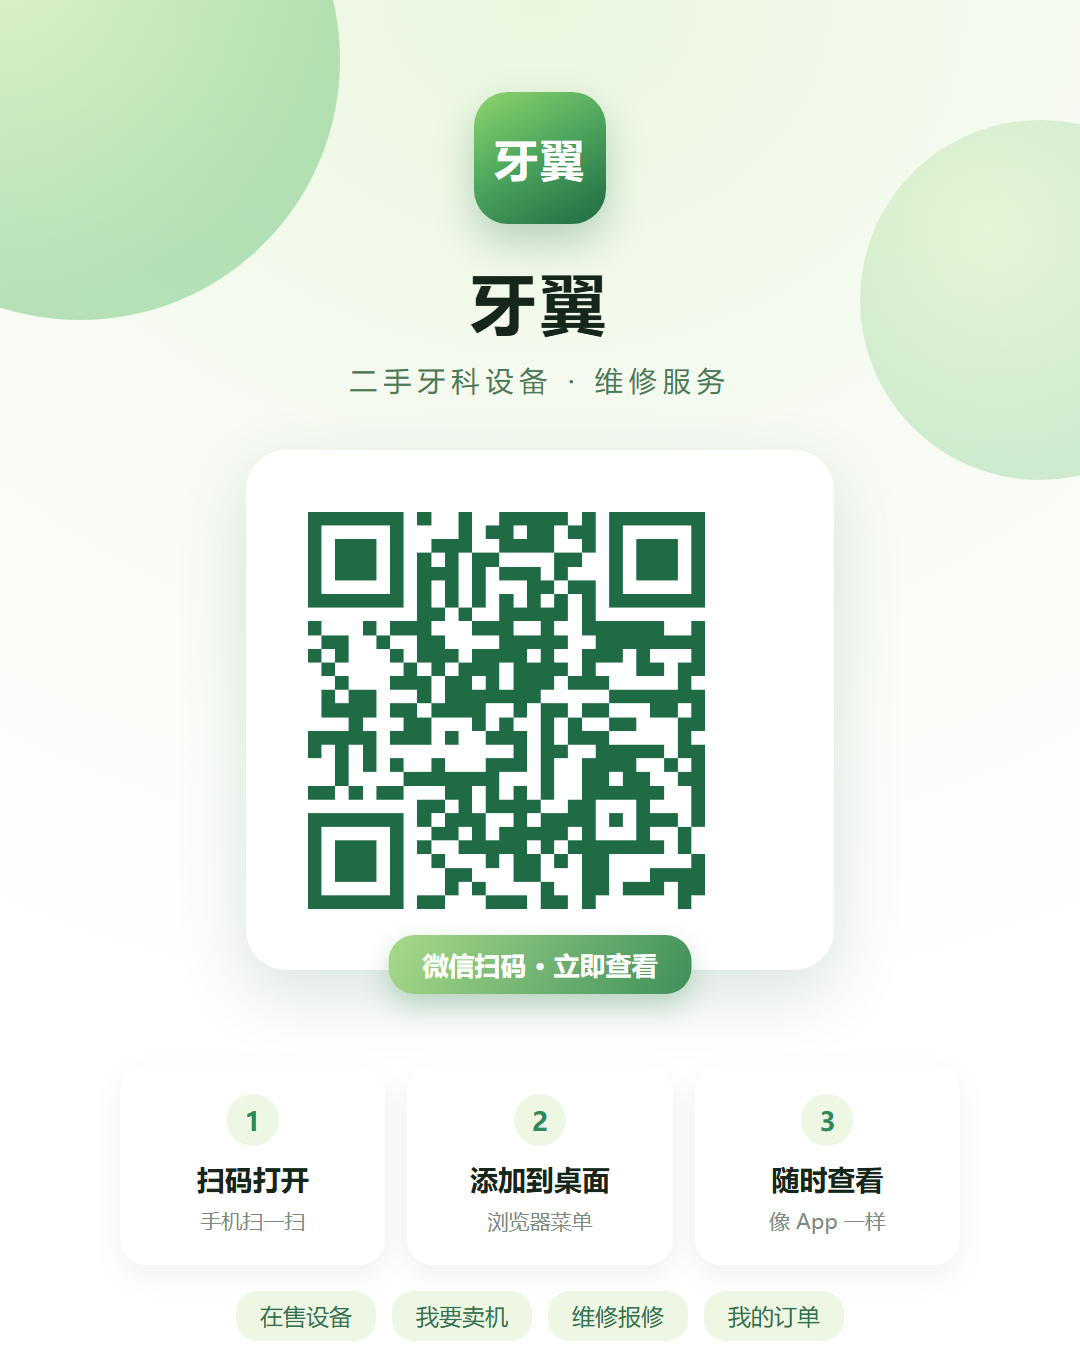 牙翼
牙翼
二手牙科设备 · 维修服务
微信扫码 · 立即查看
1
扫码打开
手机扫一扫
2
添加到桌面
浏览器菜单
3
随时查看
像 App 一样
在售设备
我要卖机
维修报修
我的订单